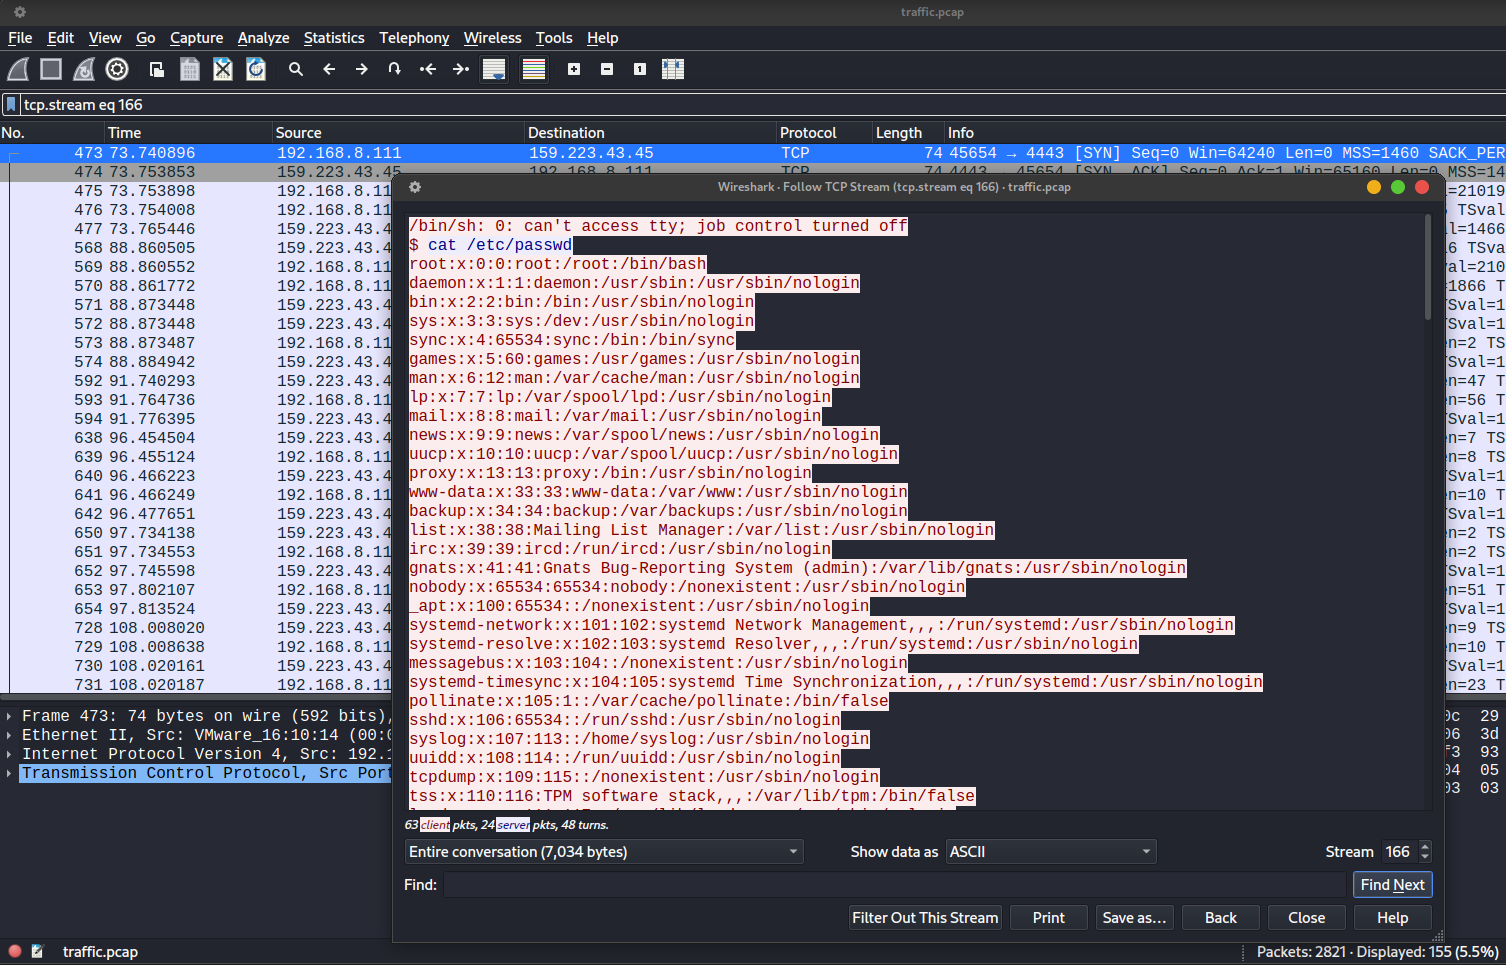 traffic.pcap
File Edit View Go Capture Analyze Statistics Telephony Wireless Tools Help
tcp.stream eq 166
No. Time Source Destination Protocol Length Info
473 73.740896 192.168.8.111 159.223.43.45 TCP 74 45654 → 4443 [SYN] Seq=0 Win=64240 Len=0 MSS=1460 SACK_PER
474 73.753853 159.223.43.45 192.168.8.111 TCP 74 4443 → 45654 [SYN, ACK] Seq=0 Ack=1 Win=65160 Len=0 MSS=14
475 73.753898 192.168.8.11 =21019
476 73.754008 192.168.8.11 TSval
477 73.765446 159.223.43.4 l=1466
568 88.860505 159.223.43.4 16 TSva
569 88.860552 192.168.8.11 val=210
570 88.861772 192.168.8.11 =1866 T
571 88.873448 159.223.43.4 TSval=1
572 88.873448 159.223.43.4 TSval=1
573 88.873487 192.168.8.11 en=2 TS
574 88.884942 159.223.43.4 TSval=1
592 91.740293 159.223.43.4 en=47 T
593 91.764736 192.168.8.11 en=56 T
594 91.776395 159.223.43.4 TSval=1
638 96.454504 159.223.43.4 en=7 TS
639 96.455124 192.168.8.11 en=8 TS
640 96.466223 159.223.43.4 TSval=1
641 96.466249 192.168.8.11 en=10 T
642 96.477651 159.223.43.4 TSval=1
650 97.734138 159.223.43.4 en=2 TS
651 97.734553 192.168.8.11 en=2 TS
652 97.745598 159.223.43.4 TSval=1
653 97.802107 192.168.8.11 en=51 T
654 97.813524 159.223.43.4 TSval=1
728 108.008020 159.223.43.4 en=9 TS
729 108.008638 192.168.8.11 en=10 T
730 108.020161 159.223.43.4 TSval=1
731 108.020187 192.168.8.11 en=23 T
Frame 473: 74 bytes on wire (592 bits),
Ethernet II, Src: VMware_16:10:14 (00:0
Internet Protocol Version 4, Src: 192.1
Transmission Control Protocol, Src Port
0c 29
06 3d
f3 93
04 05
03 03
Wireshark · Follow TCP Stream (tcp.stream eq 166) · traffic.pcap
/bin/sh: 0: can't access tty; job control turned off
$ cat /etc/passwd
root:x:0:0:root:/root:/bin/bash
daemon:x:1:1:daemon:/usr/sbin:/usr/sbin/nologin
bin:x:2:2:bin:/bin:/usr/sbin/nologin
sys:x:3:3:sys:/dev:/usr/sbin/nologin
sync:x:4:65534:sync:/bin:/bin/sync
games:x:5:60:games:/usr/games:/usr/sbin/nologin
man:x:6:12:man:/var/cache/man:/usr/sbin/nologin
lp:x:7:7:lp:/var/spool/lpd:/usr/sbin/nologin
mail:x:8:8:mail:/var/mail:/usr/sbin/nologin
news:x:9:9:news:/var/spool/news:/usr/sbin/nologin
uucp:x:10:10:uucp:/var/spool/uucp:/usr/sbin/nologin
proxy:x:13:13:proxy:/bin:/usr/sbin/nologin
www-data:x:33:33:www-data:/var/www:/usr/sbin/nologin
backup:x:34:34:backup:/var/backups:/usr/sbin/nologin
list:x:38:38:Mailing List Manager:/var/list:/usr/sbin/nologin
irc:x:39:39:ircd:/run/ircd:/usr/sbin/nologin
gnats:x:41:41:Gnats Bug-Reporting System (admin):/var/lib/gnats:/usr/sbin/nologin
nobody:x:65534:65534:nobody:/nonexistent:/usr/sbin/nologin
_apt:x:100:65534::/nonexistent:/usr/sbin/nologin
systemd-network:x:101:102:systemd Network Management,,,:/run/systemd:/usr/sbin/nologin
systemd-resolve:x:102:103:systemd Resolver,,,:/run/systemd:/usr/sbin/nologin
messagebus:x:103:104::/nonexistent:/usr/sbin/nologin
systemd-timesync:x:104:105:systemd Time Synchronization,,,:/run/systemd:/usr/sbin/nologin
pollinate:x:105:1::/var/cache/pollinate:/bin/false
sshd:x:106:65534::/run/sshd:/usr/sbin/nologin
syslog:x:107:113::/home/syslog:/usr/sbin/nologin
uuidd:x:108:114::/run/uuidd:/usr/sbin/nologin
tcpdump:x:109:115::/nonexistent:/usr/sbin/nologin
tss:x:110:116:TPM software stack,,,:/var/lib/tpm:/bin/false
63 client pkts, 24 server pkts, 48 turns.
Entire conversation (7,034 bytes) Show data as ASCII Stream 166
Find: Find Next
Filter Out This Stream Print Save as… Back Close Help
traffic.pcap Packets: 2821 · Displayed: 155 (5.5%)